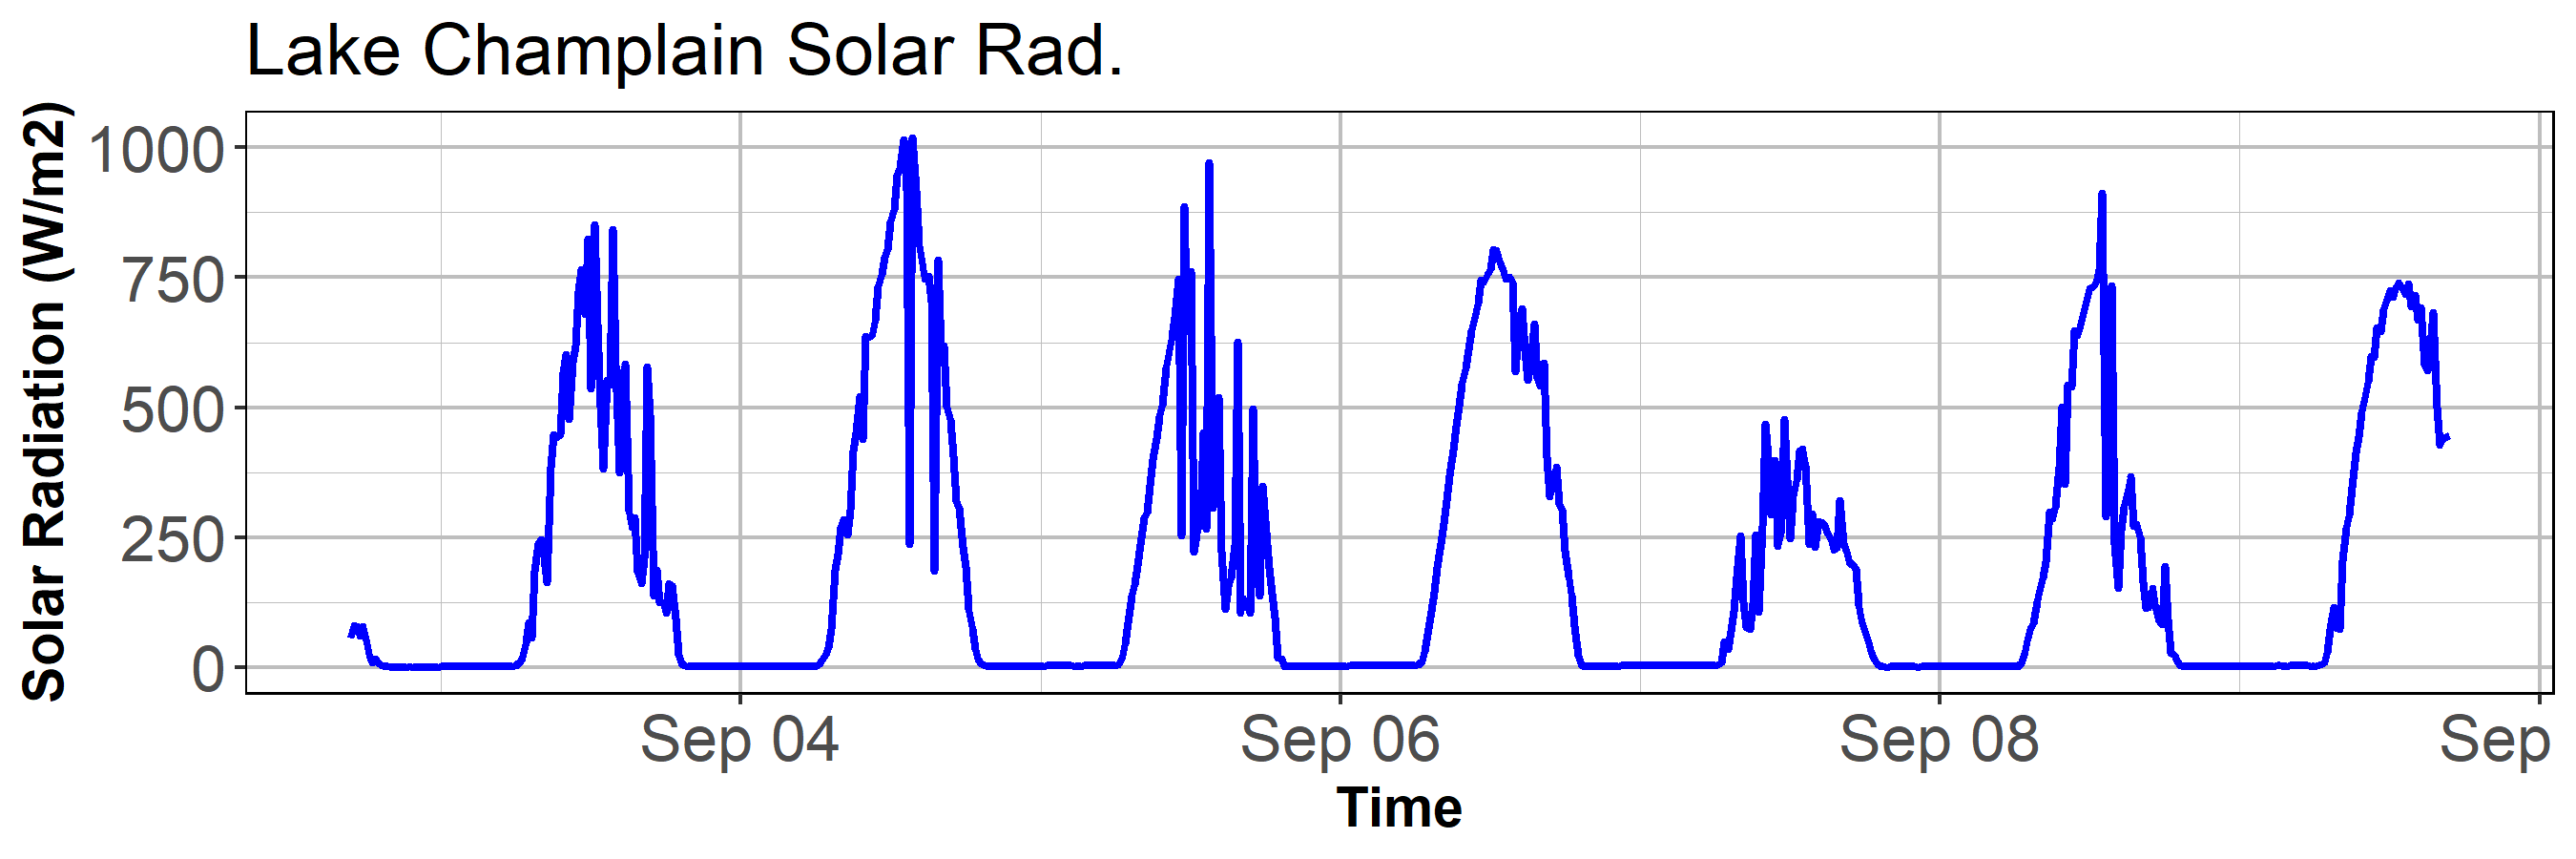 Lake Champlain Solar Rad.
Solar Radiation (W/m2)
1000
750
500
250
0
Sep 04 Sep 06 Sep 08 Sep
Time